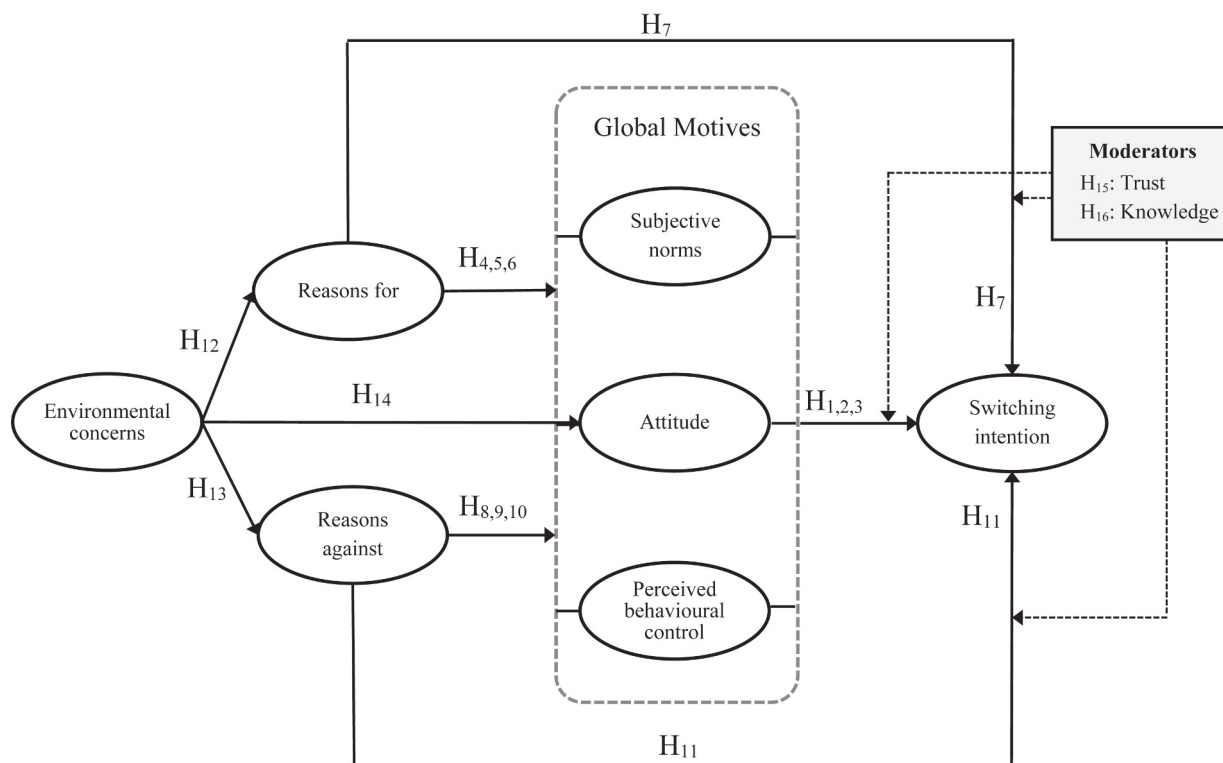 H7
Global Motives
Moderators
H15: Trust
H16: Knowledge
Subjective
norms
H4,5,6
Reasons for
H7
H12
H14
H1,2,3
Environmental
concerns
Attitude
Switching
intention
H13
H8,9,10
H11
Reasons
against
Perceived
behavioural
control
H11